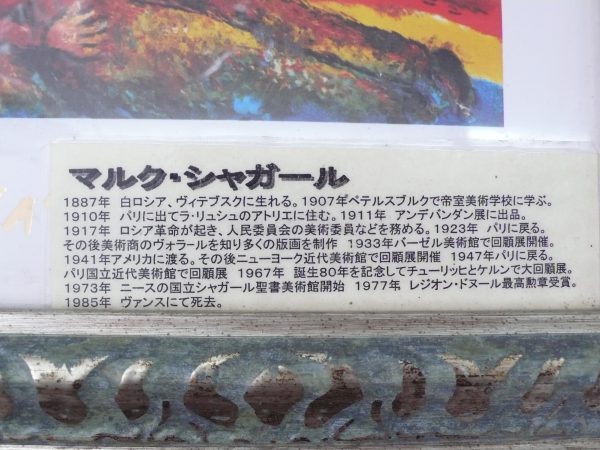 マルク・シャガール
1887年 白ロシア、ヴィテブスクに生れる。1907年ペテルスブルクで帝室美術学校に学ぶ。
1910年 パリに出てラ・リュシュのアトリエに住む。1911年 アンデパンダン展に出品。
1917年 ロシア革命が起き、人民委員会の美術委員などを務める。1923年 パリに戻る。
その後美術商のヴォラールを知り多くの版画を制作 1933年バーゼル美術館で回顧展開催。
1941年アメリカに渡る。その後ニューヨーク近代美術館で回顧展開催 1947年パリに戻る。
パリ国立近代美術館で回顧展 1967年 誕生80年を記念してチューリッヒとケルンで大回顧展。
1973年 ニースの国立シャガール聖書美術館開始 1977年 レジオン・ドヌール最高勲章受賞。
1985年 ヴァンスにて死去。